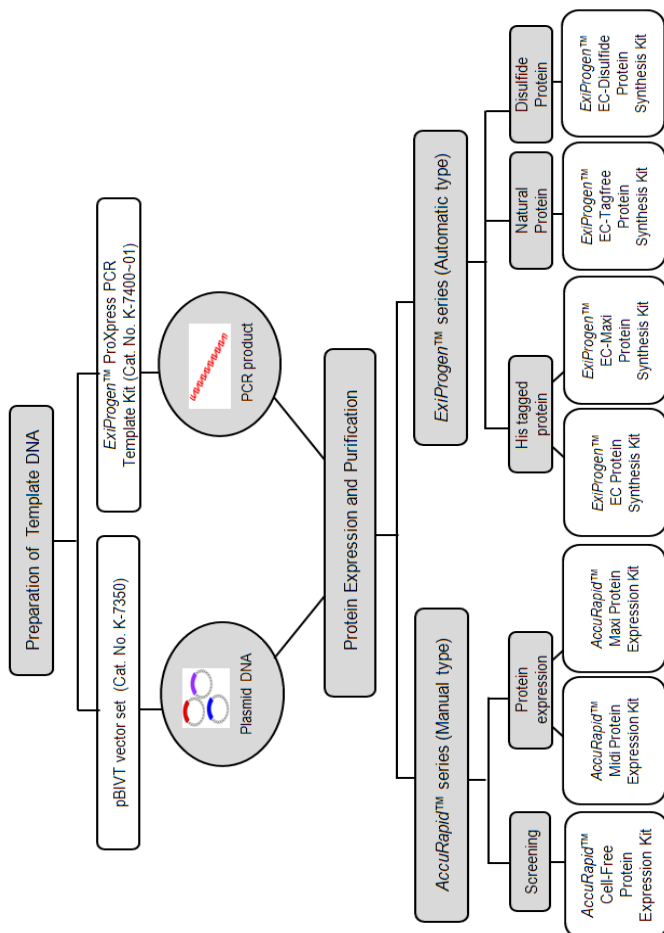 Preparation of Template DNA
pBIVT vector set (Cat. No. K-7350)
ExiProgen™ ProXpress PCR
Template Kit (Cat. No. K-7400~01)
Plasmid DNA
PCR product
Protein Expression and Purification
AccuRapid™ series (Manual type)
ExiProgen™ series (Automatic type)
Screening
Protein
expression
His tagged
protein
Natural
Protein
Disulfide
Protein
AccuRapid™
Cell-Free
Protein
Expression Kit
AccuRapid™
Midi Protein
Expression Kit
AccuRapid™
Maxi Protein
Expression Kit
ExiProgen™
EC Protein
Synthesis Kit
ExiProgen™
EC-Maxi
Protein
Synthesis Kit
ExiProgen™
EC-Tagfree
Protein
Synthesis Kit
ExiProgen™
EC-Disulfide
Protein
Synthesis Kit